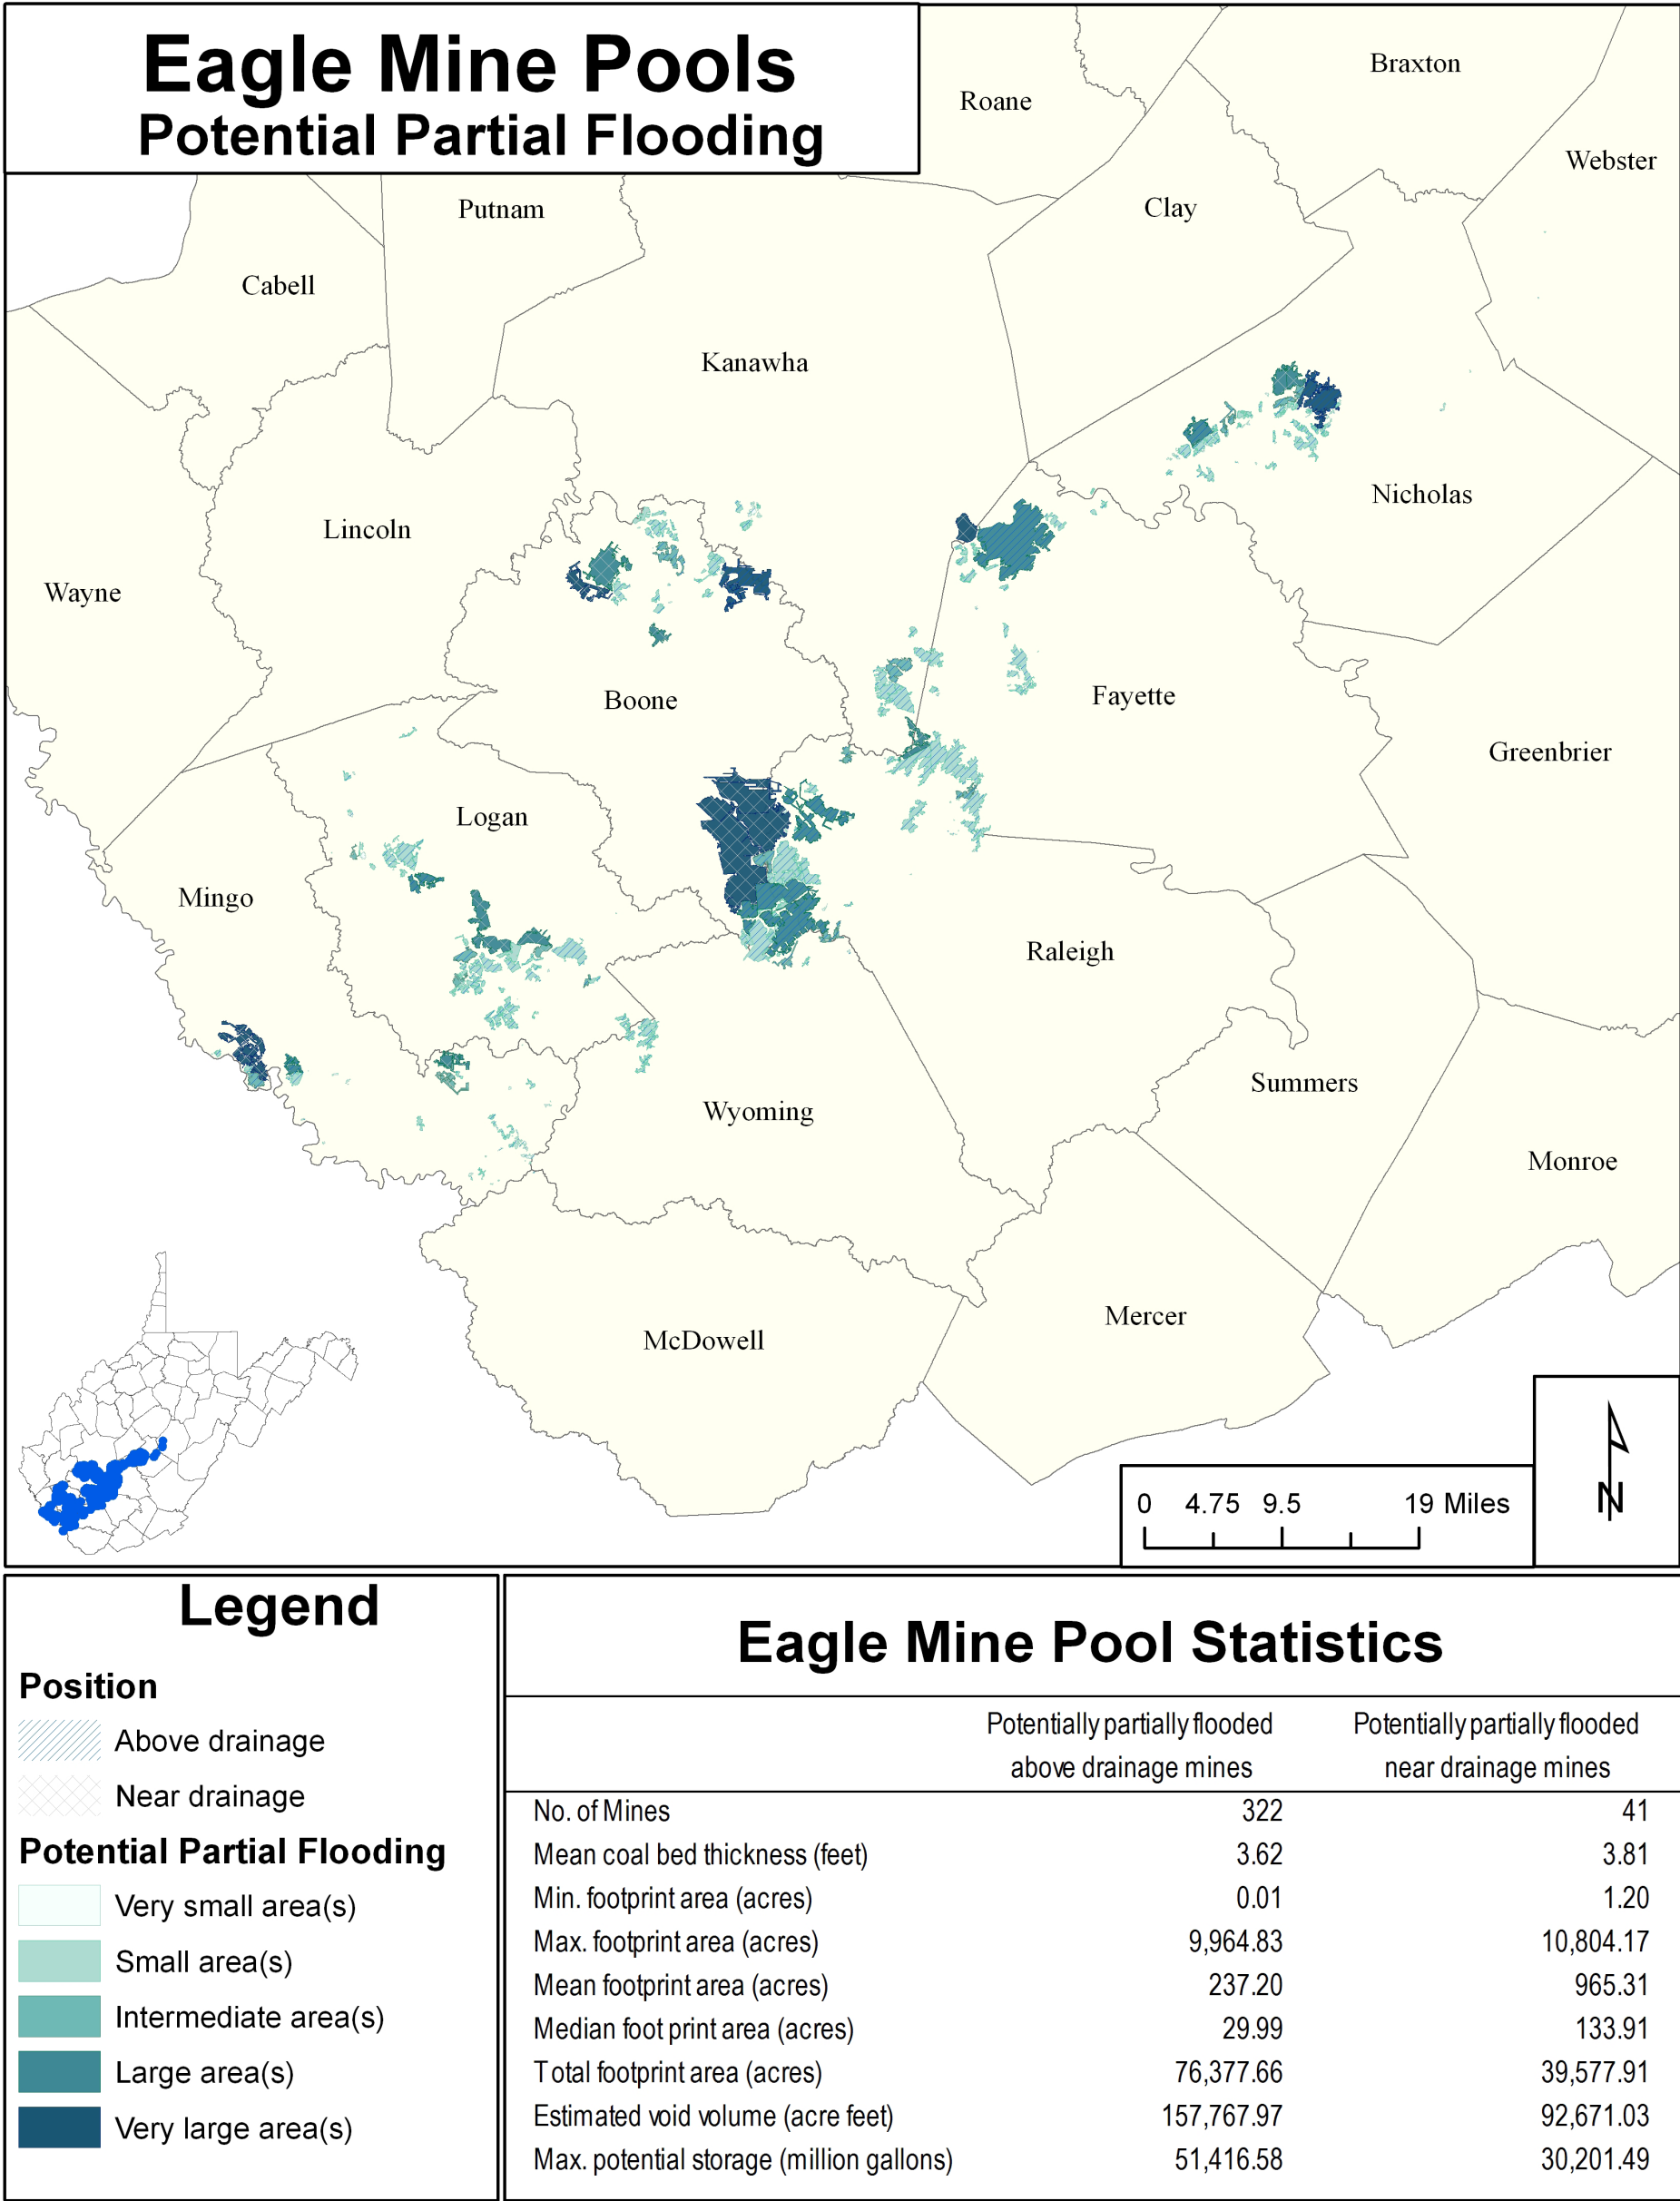 Eagle Mine Pools
Potential Partial Flooding
Braxton
Roane
Webster
Clay
Putnam
Cabell
Kanawha
Nicholas
Lincoln
Wayne
Fayette
Boone
Greenbrier
Logan
Mingo
Raleigh
Summers
Wyoming
Monroe
Mercer
McDowell
0 4.75 9.5 19 Miles
N
Legend
Position
Above drainage
Near drainage
Potential Partial Flooding
Very small area(s)
Small area(s)
Intermediate area(s)
Large area(s)
Very large area(s)
Eagle Mine Pool Statistics
Potentially partially flooded Potentially partially flooded
above drainage mines near drainage mines
No. of Mines 322 41
Mean coal bed thickness (feet) 3.62 3.81
Min. footprint area (acres) 0.01 1.20
Max. footprint area (acres) 9,964.83 10,804.17
Mean footprint area (acres) 237.20 965.31
Median foot print area (acres) 29.99 133.91
Total footprint area (acres) 76,377.66 39,577.91
Estimated void volume (acre feet) 157,767.97 92,671.03
Max. potential storage (million gallons) 51,416.58 30,201.49